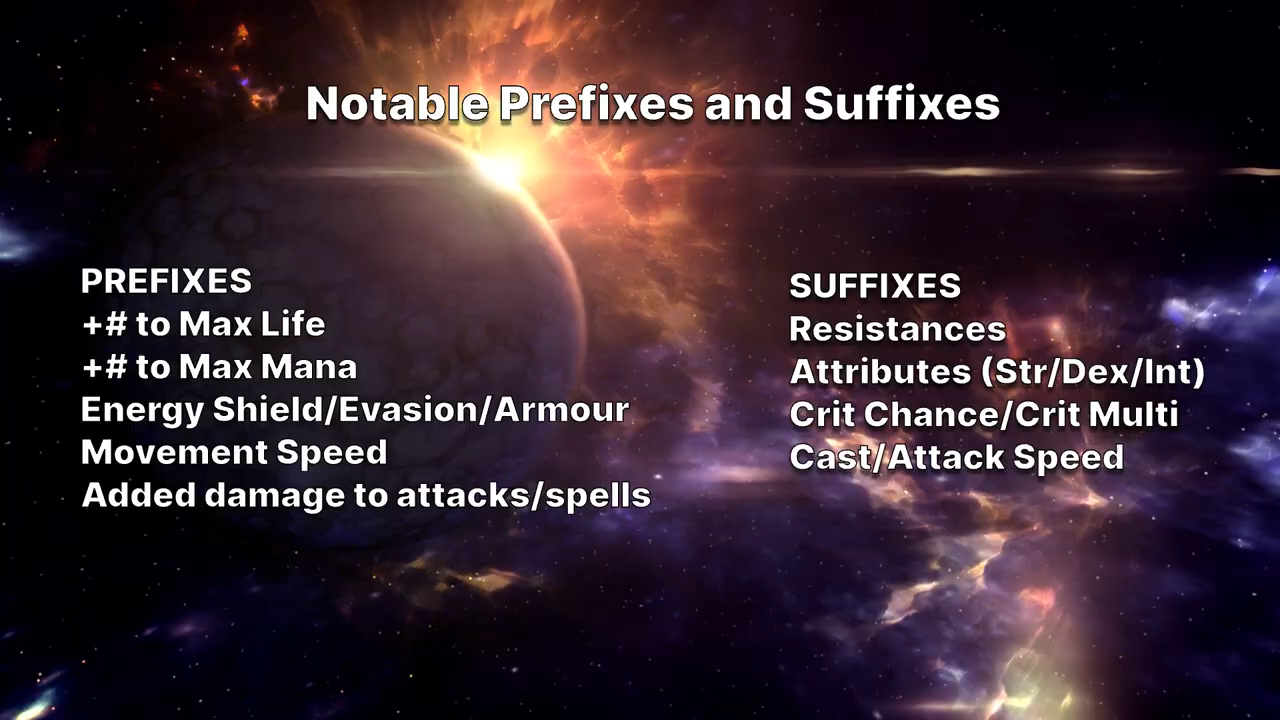 Notable Prefixes and Suffixes
PREFIXES
+# to Max Life
+# to Max Mana
Energy Shield/Evasion/Armour
Movement Speed
Added damage to attacks/spells
SUFFIXES
Resistances
Attributes (Str/Dex/Int)
Crit Chance/Crit Multi
Cast/Attack Speed